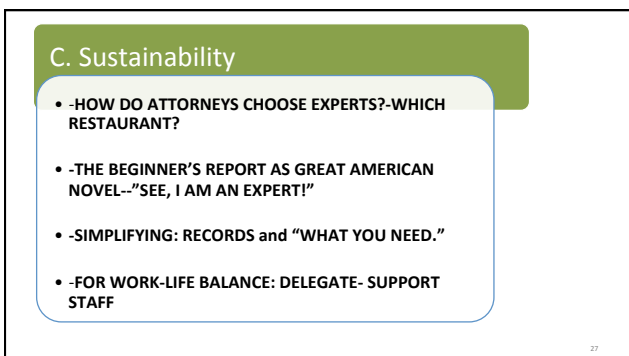 C. Sustainability
• -HOW DO ATTORNEYS CHOOSE EXPERTS?-WHICH
RESTAURANT?
• -THE BEGINNER’S REPORT AS GREAT AMERICAN
NOVEL--”SEE, I AM AN EXPERT!”
• -SIMPLIFYING: RECORDS and “WHAT YOU NEED.”
• -FOR WORK-LIFE BALANCE: DELEGATE- SUPPORT
STAFF
27